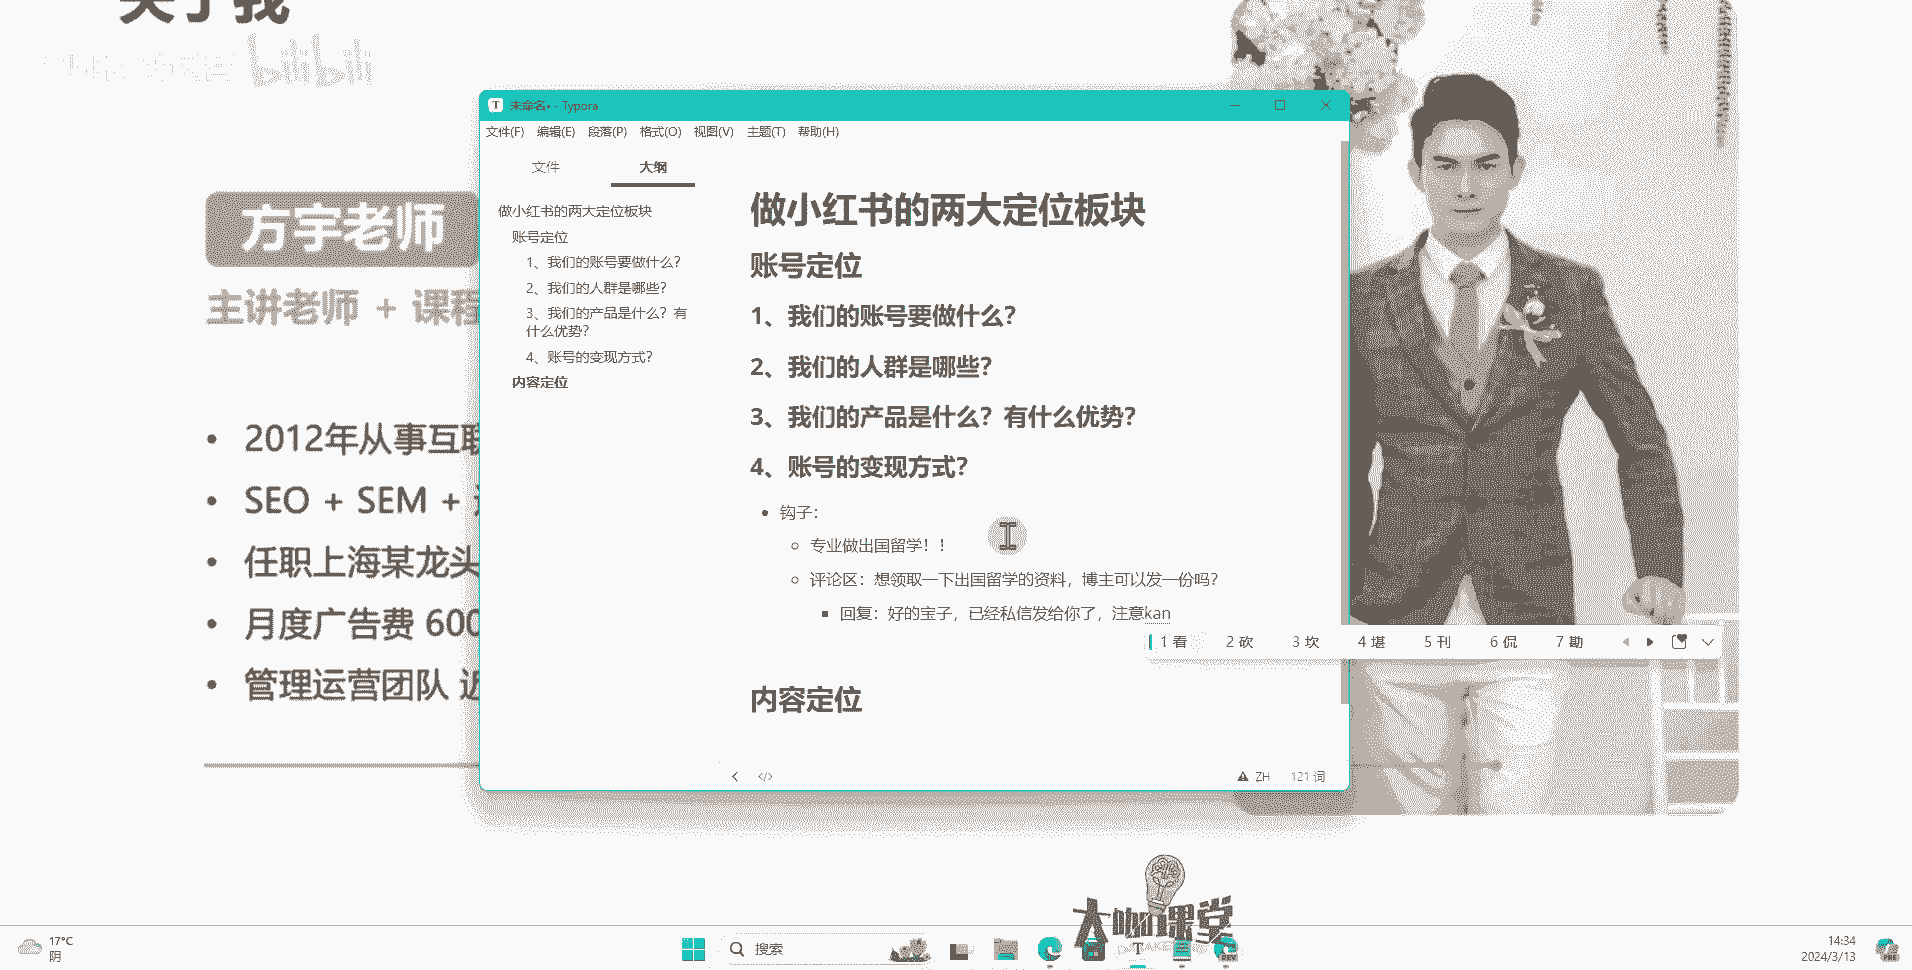 关于我
bilibili
方宇老师
主讲老师 + 课程
2012年从事互联
SEO + SEM +
任职上海某龙头
月度广告费 600
管理运营团队 近
未命名• - Typora
文件(F) 编辑(E) 段落(P) 格式(O) 视图(V) 主题(T) 帮助(H)
文件 大纲
做小红书的两大定位板块
账号定位
1、我们的账号要做什么?
2、我们的人群是哪些?
3、我们的产品是什么?有
什么优势?
4、账号的变现方式?
内容定位
做小红书的两大定位板块
账号定位
1、我们的账号要做什么?
2、我们的人群是哪些?
3、我们的产品是什么?有什么优势?
4、账号的变现方式?
钩子:
专业做出国留学!!
评论区:想领取一下出国留学的资料,博主可以发一份吗?
回复:好的宝子,已经私信发给你了,注意kan
1 看 2 砍 3 坎 4 堪 5 刊 6 侃 7 勘
内容定位
ZH 121 词
大咖课堂
17°C
阴
搜索
DEV
14:34
2024/3/13
PRE